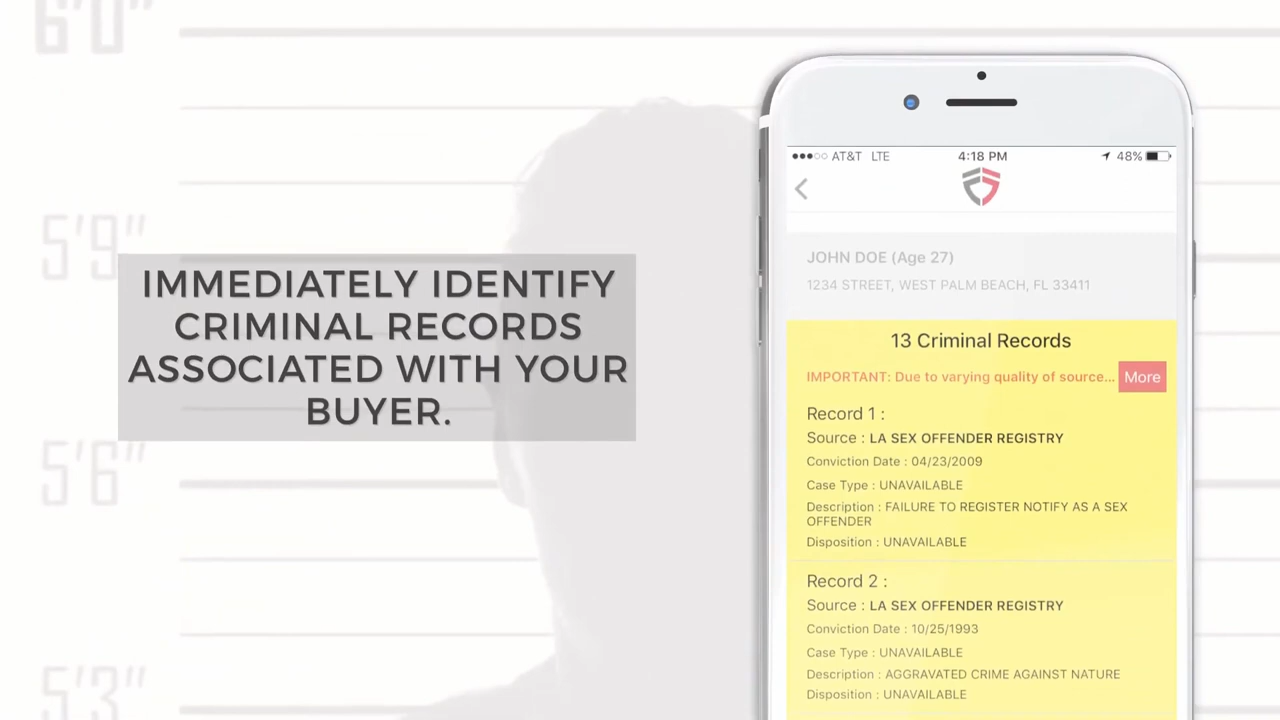 6'0"
5'9"
5'6"
5'3"
IMMEDIATELY IDENTIFY
CRIMINAL RECORDS
ASSOCIATED WITH YOUR
BUYER.
AT&T LTE 4:18 PM 48%
JOHN DOE (Age 27)
1234 STREET, WEST PALM BEACH, FL 33411
13 Criminal Records
IMPORTANT: Due to varying quality of source... More
Record 1 :
Source : LA SEX OFFENDER REGISTRY
Conviction Date : 04/23/2009
Case Type : UNAVAILABLE
Description : FAILURE TO REGISTER NOTIFY AS A SEX
OFFENDER
Disposition : UNAVAILABLE
Record 2 :
Source : LA SEX OFFENDER REGISTRY
Conviction Date : 10/25/1993
Case Type : UNAVAILABLE
Description : AGGRAVATED CRIME AGAINST NATURE
Disposition : UNAVAILABLE